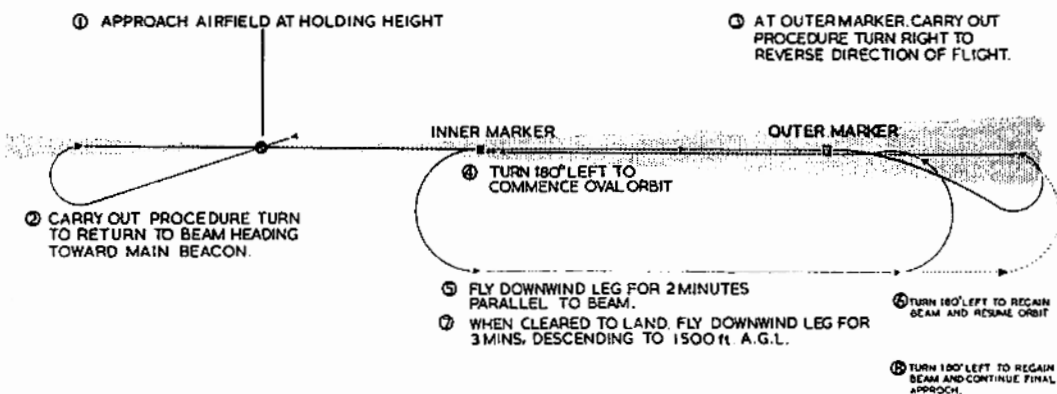 ① APPROACH AIRFIELD AT HOLDING HEIGHT
③ AT OUTER MARKER, CARRY OUT
PROCEDURE TURN RIGHT TO
REVERSE DIRECTION OF FLIGHT.
INNER MARKER
OUTER MARKER
④ TURN 180° LEFT TO
COMMENCE OVAL ORBIT
② CARRY OUT PROCEDURE TURN
TO RETURN TO BEAM HEADING
TOWARD MAIN BEACON.
⑤ FLY DOWNWIND LEG FOR 2 MINUTES
PARALLEL TO BEAM.
⑥ TURN 180° LEFT TO REGAIN
BEAM AND RESUME ORBIT
⑦ WHEN CLEARED TO LAND, FLY DOWNWIND LEG FOR
3 MINS, DESCENDING TO 1500 ft. A.G.L.
⑧ TURN 180° LEFT TO REGAIN
BEAM AND CONTINUE FINAL
APPROCH.